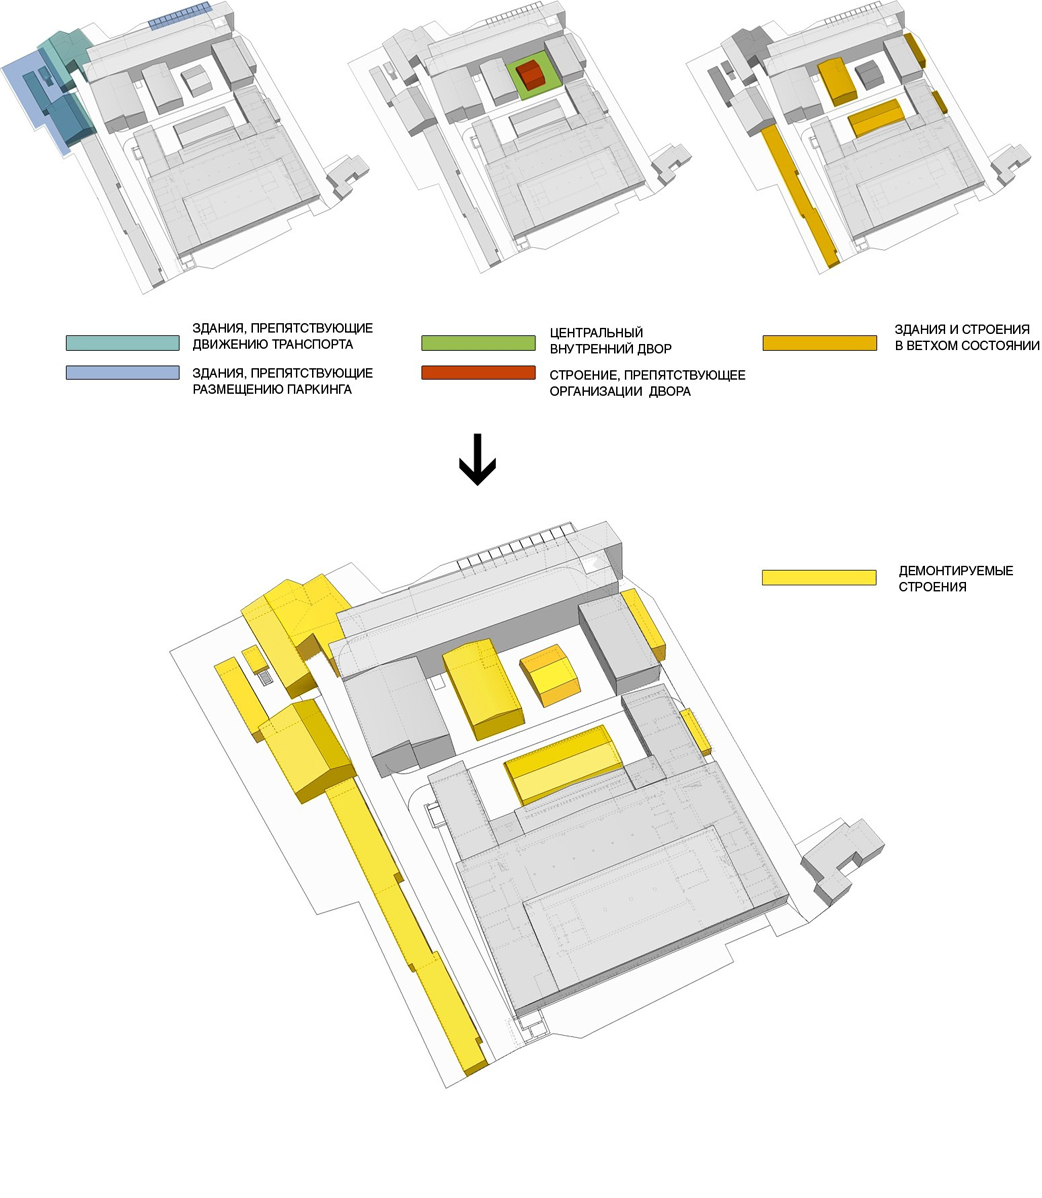 ЗДАНИЯ, ПРЕПЯТСТВУЮЩИЕ
ДВИЖЕНИЮ ТРАНСПОРТА
ЗДАНИЯ, ПРЕПЯТСТВУЮЩИЕ
РАЗМЕЩЕНИЮ ПАРКИНГА
ЦЕНТРАЛЬНЫЙ
ВНУТРЕННИЙ ДВОР
СТРОЕНИЕ, ПРЕПЯТСТВУЮЩЕЕ
ОРГАНИЗАЦИИ ДВОРА
ЗДАНИЯ И СТРОЕНИЯ
В ВЕТХОМ СОСТОЯНИИ
ДЕМОНТИРУЕМЫЕ
СТРОЕНИЯ